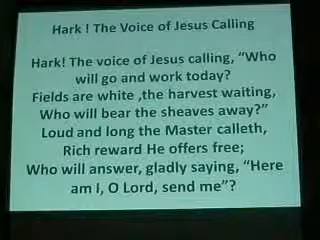 Hark ! The Voice of Jesus Calling
Hark! The voice of Jesus calling, “Who
will go and work today?
Fields are white ,the harvest waiting,
Who will bear the sheaves away?”
Loud and long the Master calleth,
Rich reward He offers free;
Who will answer, gladly saying, “Here
am I, O Lord, send me”?